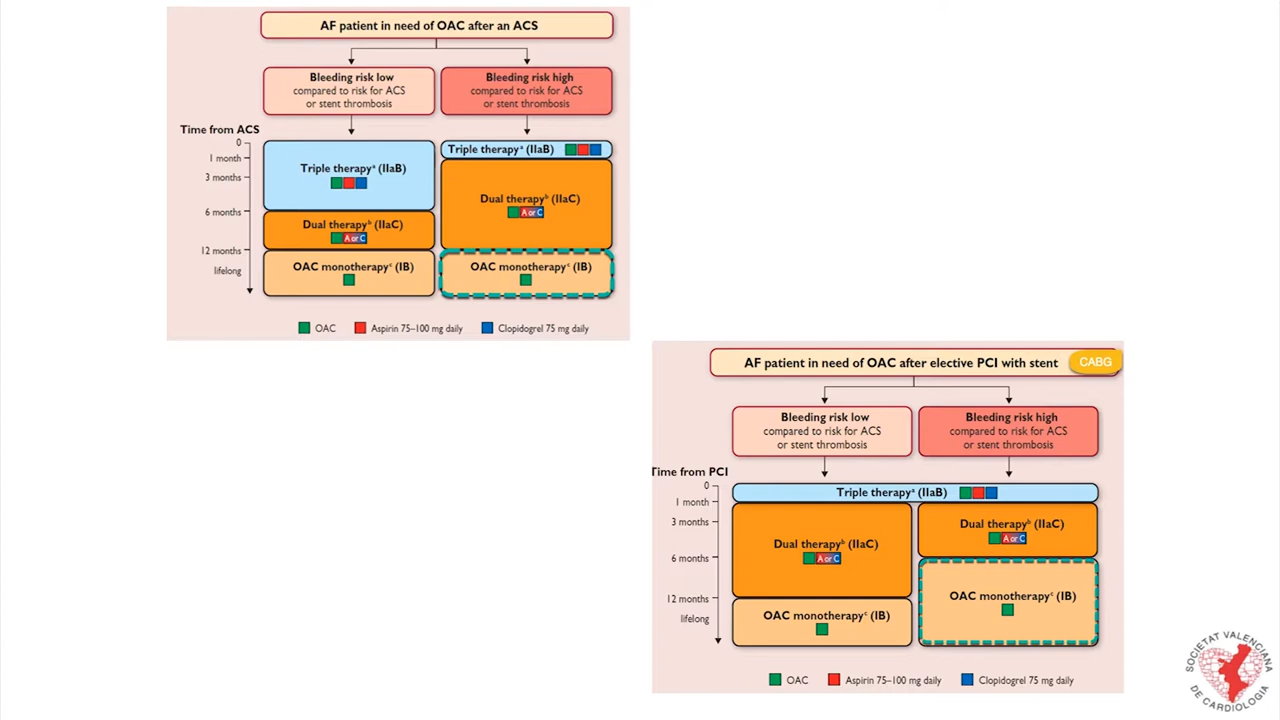 AF patient in need of OAC after an ACS
Bleeding risk low
compared to risk for ACS
or stent thrombosis
Bleeding risk high
compared to risk for ACS
or stent thrombosis
Time from ACS
0
1 month
3 months
6 months
12 months
lifelong
Triple therapyᵃ (IIaB)
Dual therapyᵇ (IIaC)
A or C
OAC monotherapyᶜ (IB)
Triple therapyᵃ (IIaB)
Dual therapyᵇ (IIaC)
A or C
OAC monotherapyᶜ (IB)
OAC
Aspirin 75–100 mg daily
Clopidogrel 75 mg daily
AF patient in need of OAC after elective PCI with stent
CABG
Bleeding risk low
compared to risk for ACS
or stent thrombosis
Bleeding risk high
compared to risk for ACS
or stent thrombosis
Time from PCI
0
1 month
3 months
6 months
12 months
lifelong
Triple therapyᵃ (IIaB)
Dual therapyᵇ (IIaC)
A or C
OAC monotherapyᶜ (IB)
Dual therapyᵇ (IIaC)
A or C
OAC monotherapyᶜ (IB)
OAC
Aspirin 75–100 mg daily
Clopidogrel 75 mg daily
SOCIETAT VALENCIANA
DE CARDIOLOGIA